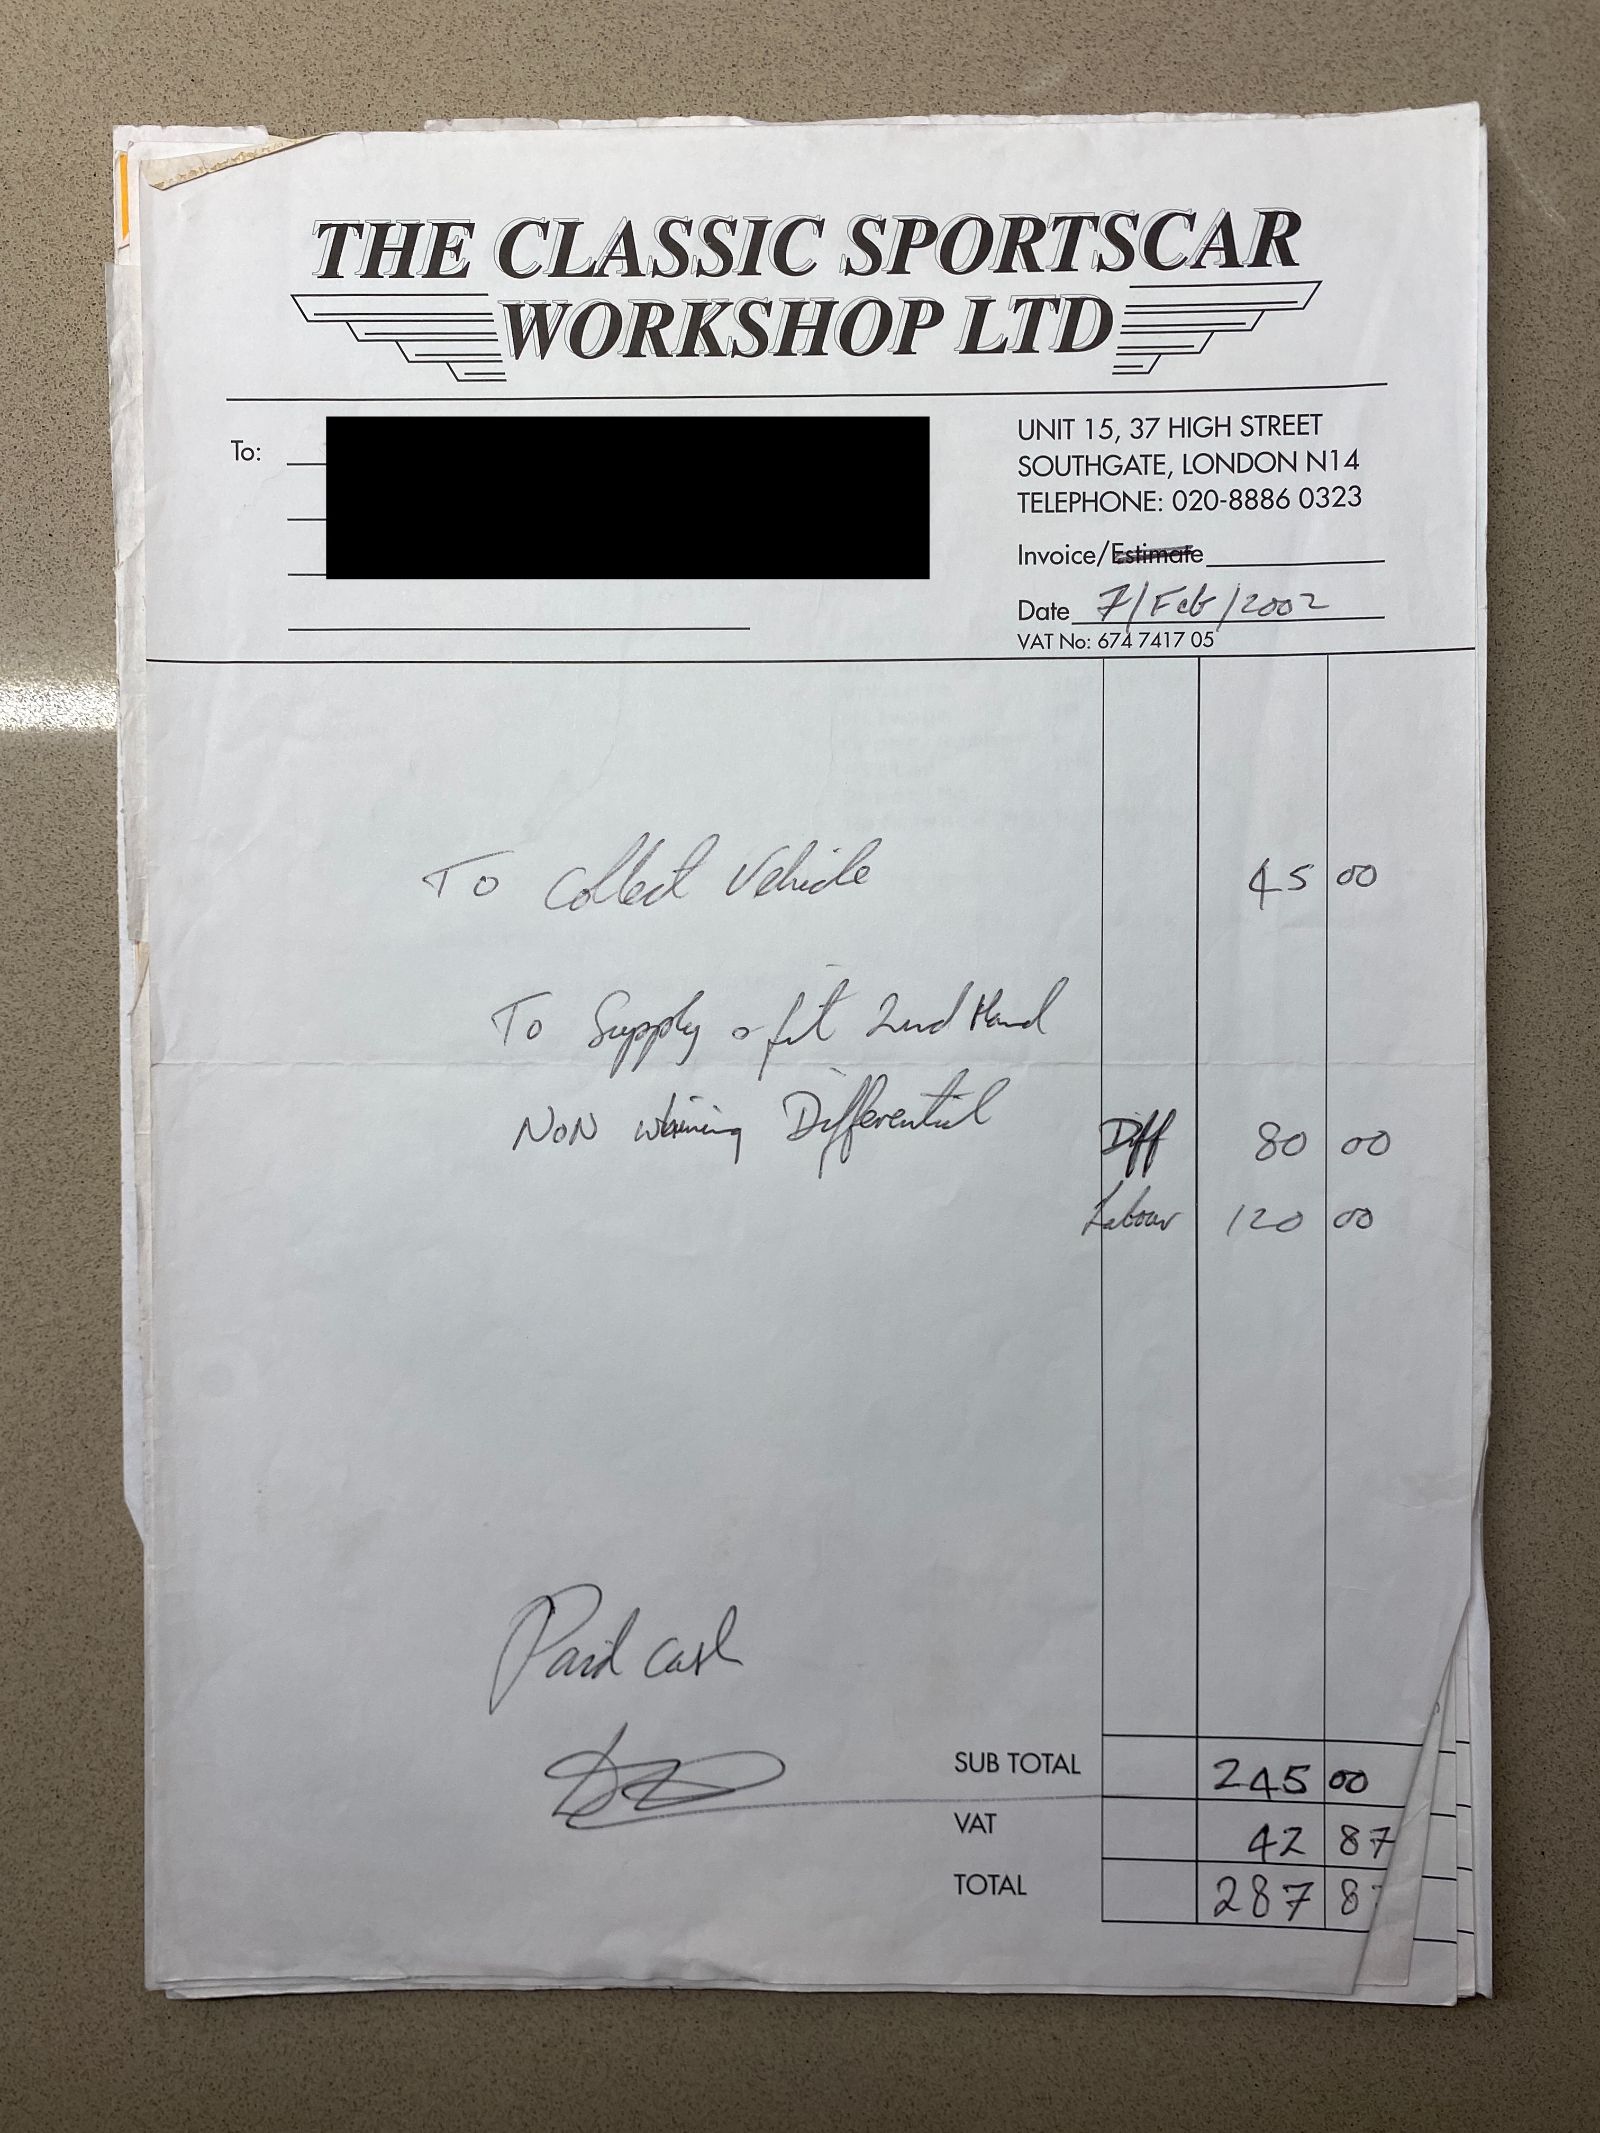 THE CLASSIC SPORTSCAR
WORKSHOP LTD
To:
UNIT 15, 37 HIGH STREET
SOUTHGATE, LONDON N14
TELEPHONE: 020-8886 0323
Invoice/Estimate
Date 7/Feb/2002
VAT No: 674 7417 05
To Collect Vehicle 45 00
To Supply & fit 2nd Hand
NON whining Differential Diff 80 00
Labour 120 00
Paid cash
SUB TOTAL 245 00
VAT 42 87
TOTAL 287 87